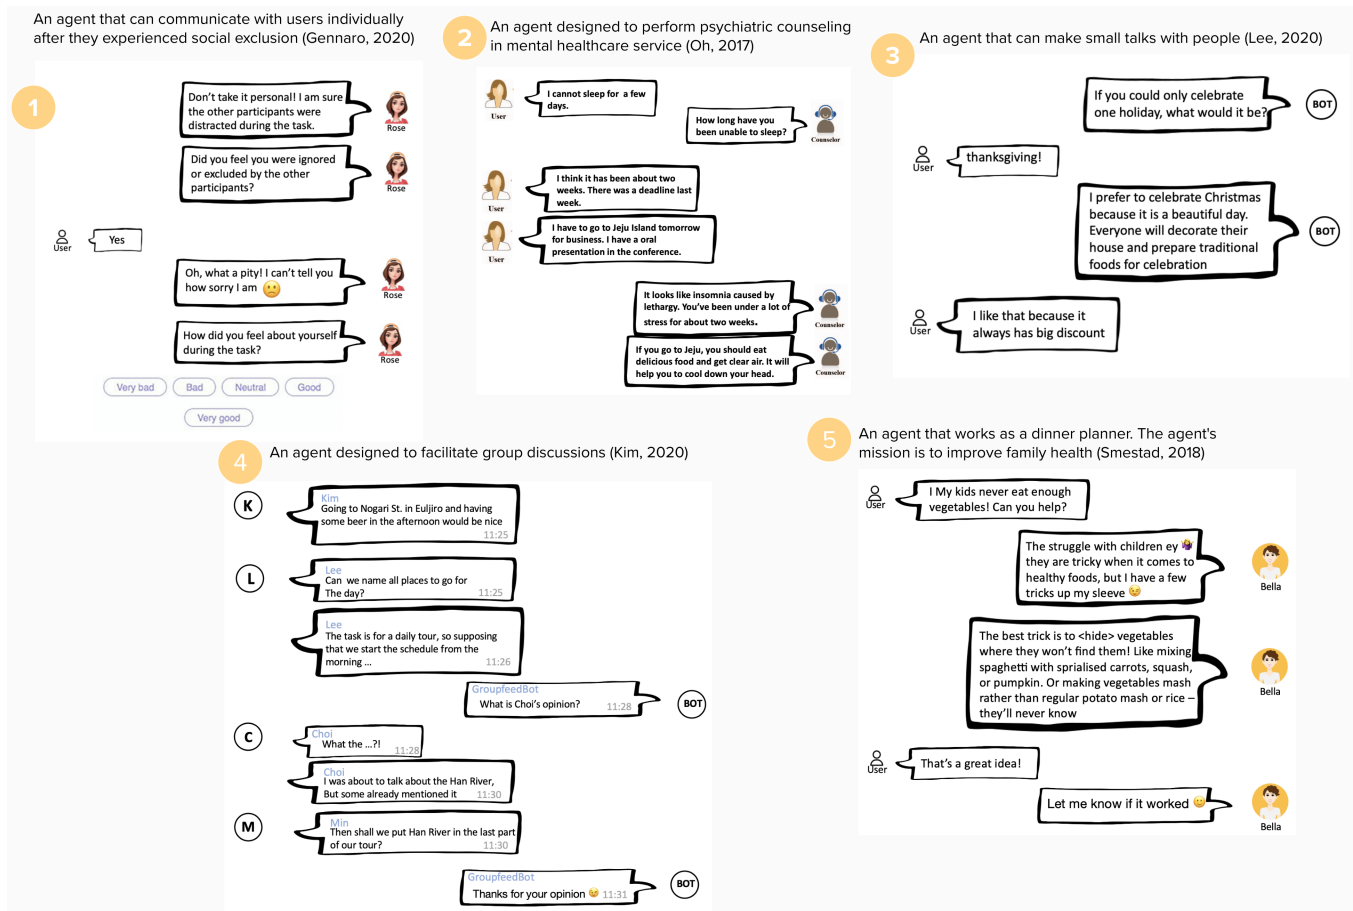 An agent that can communicate with users individually
after they experienced social exclusion (Gennaro, 2020)
1
Don't take it personal! I am sure
the other participants were
distracted during the task.
Rose
Did you feel you were ignored
or excluded by the other
participants?
Rose
User
Yes
Oh, what a pity! I can't tell you
how sorry I am 🙁
Rose
How did you feel about yourself
during the task?
Rose
Very bad
Bad
Neutral
Good
Very good
2
An agent designed to perform psychiatric counseling
in mental healthcare service (Oh, 2017)
User
I cannot sleep for a few
days.
How long have you
been unable to sleep?
Counselor
User
I think it has been about two
weeks. There was a deadline last
week.
User
I have to go to Jeju Island tomorrow
for business. I have a oral
presentation in the conference.
It looks like insomnia caused by
lethargy. You've been under a lot of
stress for about two weeks.
Counselor
If you go to Jeju, you should eat
delicious food and get clear air. It will
help you to cool down your head.
Counselor
3
An agent that can make small talks with people (Lee, 2020)
If you could only celebrate
one holiday, what would it be?
BOT
User
thanksgiving!
I prefer to celebrate Christmas
because it is a beautiful day.
Everyone will decorate their
house and prepare traditional
foods for celebration
BOT
User
I like that because it
always has big discount
4
An agent designed to facilitate group discussions (Kim, 2020)
K
Kim
Going to Nogari St. in Euljiro and having
some beer in the afternoon would be nice
11:25
L
Lee
Can we name all places to go for
The day?
11:25
Lee
The task is for a daily tour, so supposing
that we start the schedule from the
morning ...
11:26
GroupfeedBot
What is Choi's opinion?
11:28
BOT
C
Choi
What the ...?!
11:28
Choi
I was about to talk about the Han River,
But some already mentioned it
11:30
M
Min
Then shall we put Han River in the last part
of our tour?
11:30
GroupfeedBot
Thanks for your opinion 😉 11:31
BOT
5
An agent that works as a dinner planner. The agent's
mission is to improve family health (Smestad, 2018)
User
I My kids never eat enough
vegetables! Can you help?
The struggle with children ey 🤷‍♀️
they are tricky when it comes to
healthy foods, but I have a few
tricks up my sleeve 😉
Bella
The best trick is to <hide> vegetables
where they won't find them! Like mixing
spaghetti with sprialised carrots, squash,
or pumpkin. Or making vegetables mash
rather than regular potato mash or rice –
they'll never know
Bella
User
That's a great idea!
Let me know if it worked 🙂
Bella